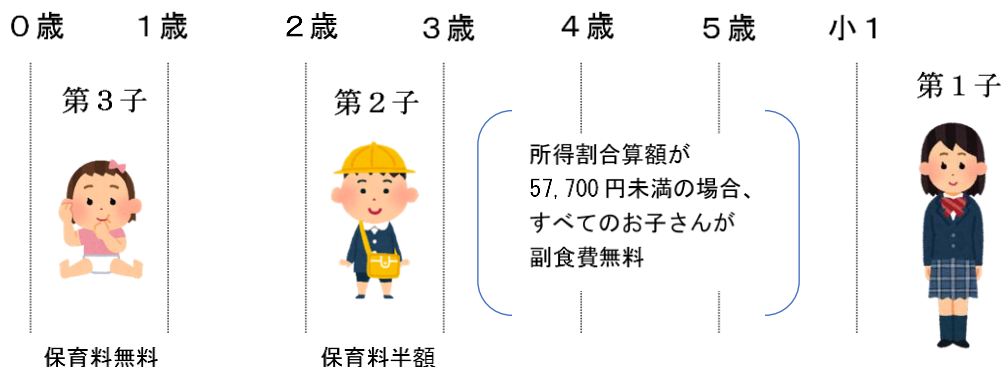 ０歳 １歳 ２歳 ３歳 ４歳 ５歳 小１
第３子
第２子
第１子
所得割合算額が
57,700円未満の場合、
すべてのお子さんが
副食費無料
保育料無料
保育料半額